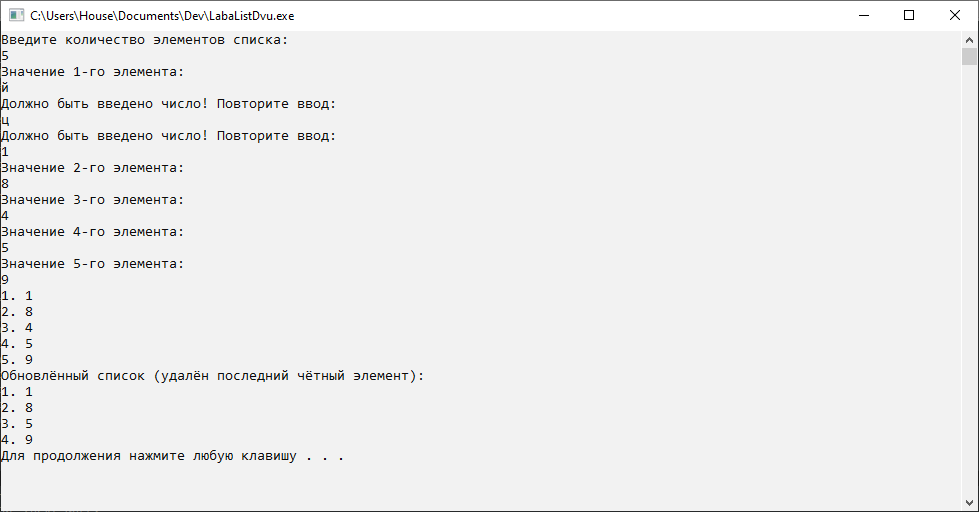 C:\Users\House\Documents\Dev\LabaListDvu.exe
Введите количество элементов списка:
5
Значение 1-го элемента:
й
Должно быть введено число! Повторите ввод:
ц
Должно быть введено число! Повторите ввод:
1
Значение 2-го элемента:
8
Значение 3-го элемента:
4
Значение 4-го элемента:
5
Значение 5-го элемента:
9
1. 1
2. 8
3. 4
4. 5
5. 9
Обновлённый список (удалён последний чётный элемент):
1. 1
2. 8
3. 5
4. 9
Для продолжения нажмите любую клавишу . . .